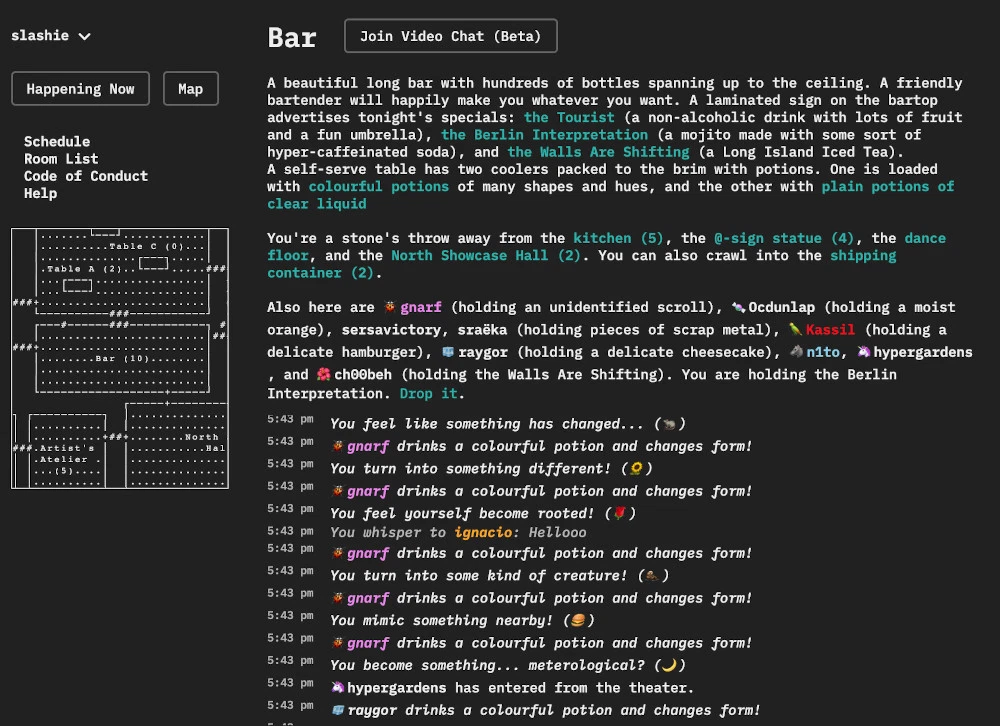 slashie
Happening Now
Map
Schedule
Room List
Code of Conduct
Help
Table C (0)
Table A (2)
Bar (10)
North
Hal
Artist's
Atelier
(5)
Bar
Join Video Chat (Beta)
A beautiful long bar with hundreds of bottles spanning up to the ceiling. A friendly
bartender will happily make you whatever you want. A laminated sign on the bartop
advertises tonight's specials: the Tourist (a non-alcoholic drink with lots of fruit
and a fun umbrella), the Berlin Interpretation (a mojito made with some sort of
hyper-caffeinated soda), and the Walls Are Shifting (a Long Island Iced Tea).
A self-serve table has two coolers packed to the brim with potions. One is loaded
with colourful potions of many shapes and hues, and the other with plain potions of
clear liquid
You're a stone's throw away from the kitchen (5), the @-sign statue (4), the dance
floor, and the North Showcase Hall (2). You can also crawl into the shipping
container (2).
Also here are gnarf (holding an unidentified scroll), Ocdunlap (holding a moist
orange), sersavictory, sraëka (holding pieces of scrap metal), Kassil (holding a
delicate hamburger), raygor (holding a delicate cheesecake), n1to, hypergardens
, and ch00beh (holding the Walls Are Shifting). You are holding the Berlin
Interpretation. Drop it.
5:43 pm You feel like something has changed... (🐀)
5:43 pm gnarf drinks a colourful potion and changes form!
5:43 pm You turn into something different! (🌻)
5:43 pm gnarf drinks a colourful potion and changes form!
5:43 pm You feel yourself become rooted! (🌹)
5:43 pm You whisper to ignacio: Hellooo
5:43 pm gnarf drinks a colourful potion and changes form!
5:43 pm You turn into some kind of creature! ()
5:43 pm gnarf drinks a colourful potion and changes form!
5:43 pm You mimic something nearby! (🍔)
5:43 pm gnarf drinks a colourful potion and changes form!
5:43 pm You become something... meterological? (🌙)
5:43 pm hypergardens has entered from the theater.
5:43 pm raygor drinks a colourful potion and changes form!